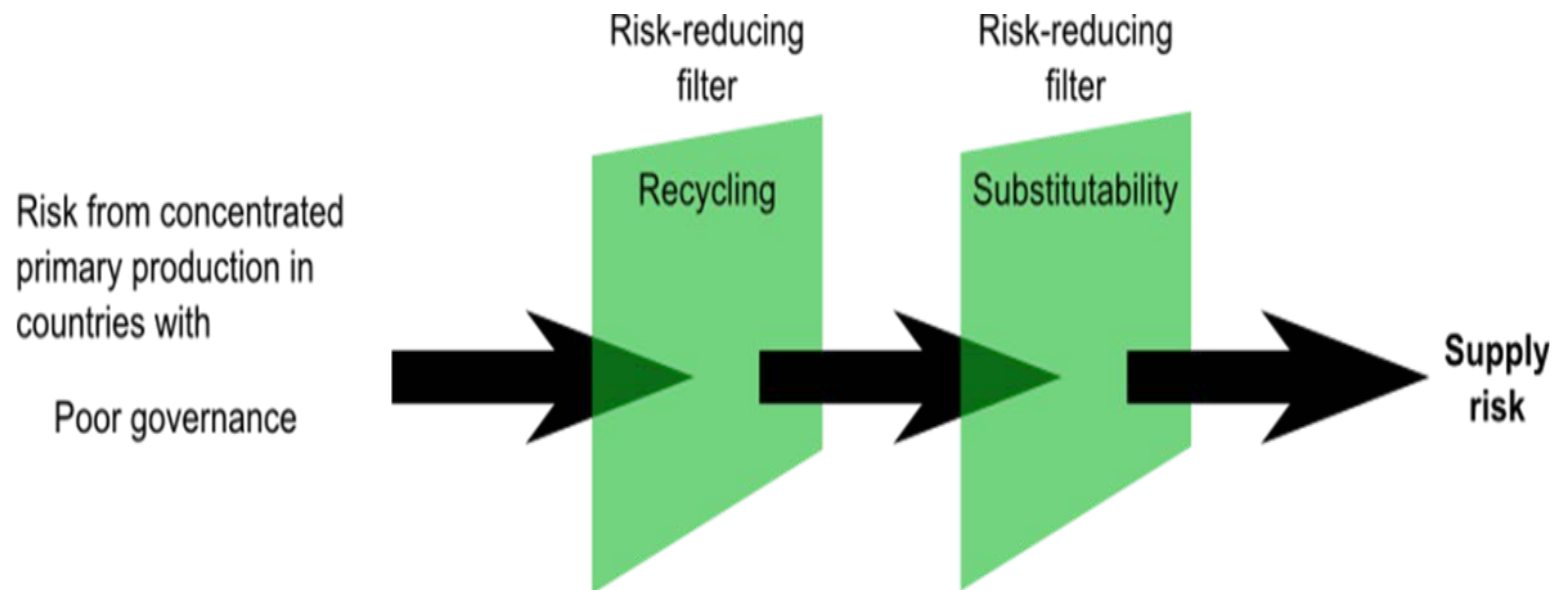 Risk-reducing
filter
Risk-reducing
filter
Recycling
Substitutability
Risk from concentrated
primary production in
countries with
Poor governance
Supply
risk